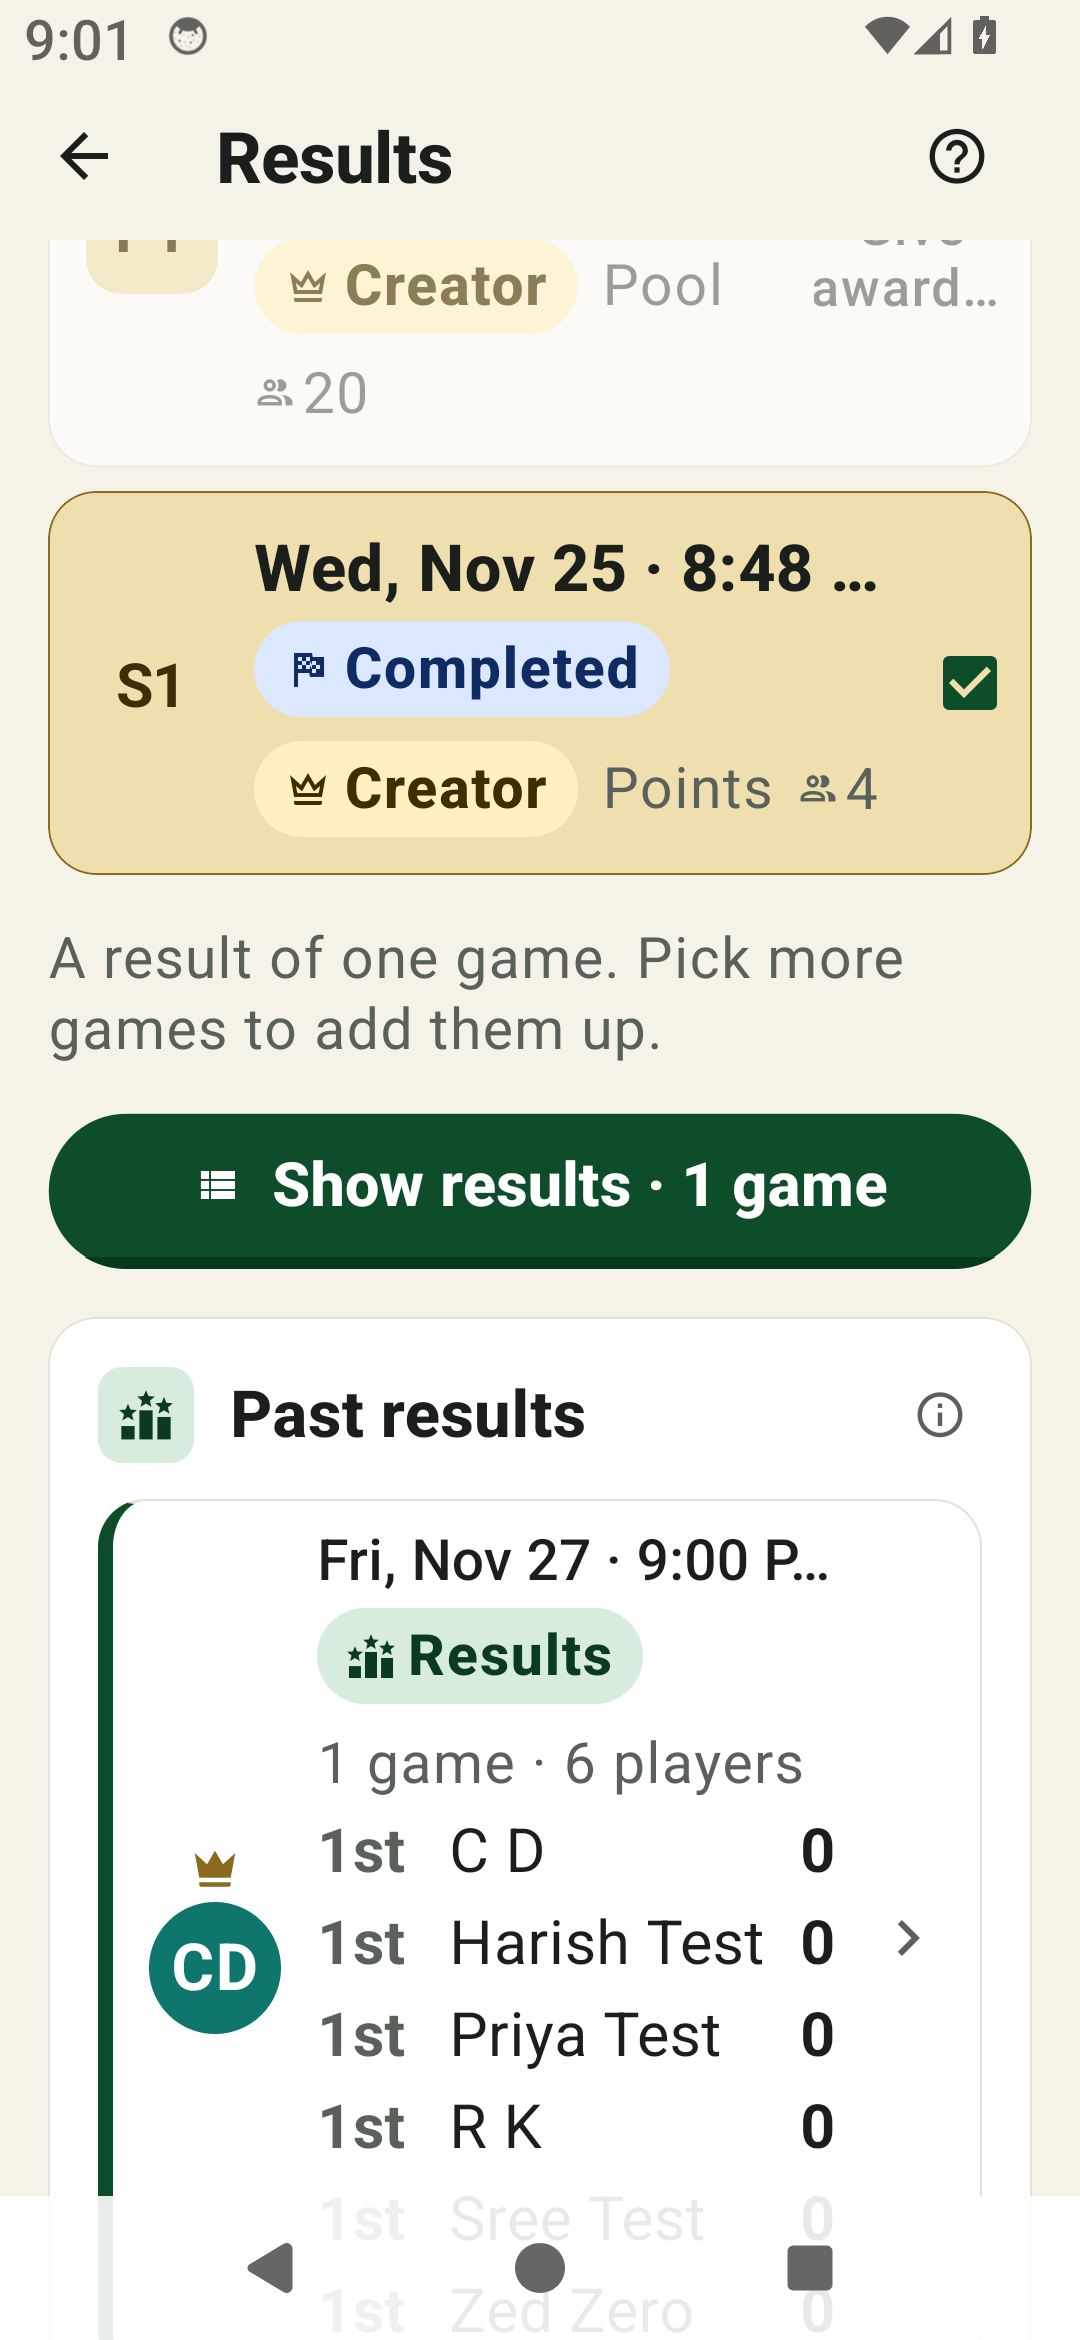 9:01
Results
Creator Pool
award…
20
Wed, Nov 25 · 8:48 …
S1
Completed
Creator Points 4
A result of one game. Pick more
games to add them up.
Show results · 1 game
Past results
Fri, Nov 27 · 9:00 P…
Results
1 game · 6 players
1st C D 0
CD
1st Harish Test 0
1st Priya Test 0
1st R K 0
1st Sree Test 0
1st Zed Zero 0